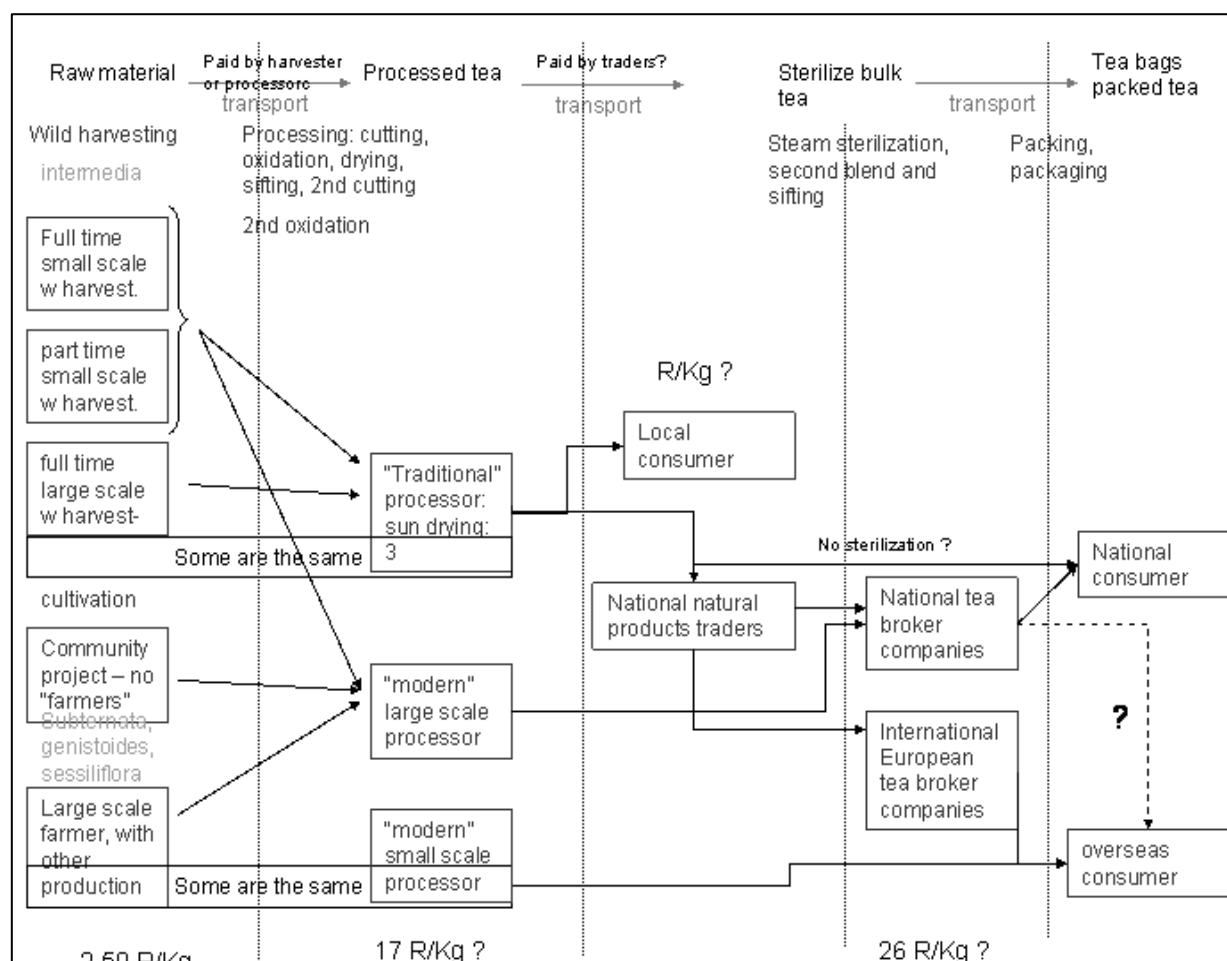 Raw material
Paid by harvester
or processorc
transport
Processed tea
Paid by traders?
transport
Sterilize bulk
tea
transport
Tea bags
packed tea
Wild harvesting
intermedia
Processing: cutting,
oxidation, drying,
sifting, 2nd cutting
2nd oxidation
Steam sterilization,
second blend and
sifting
Packing,
packaging
Full time
small scale
w harvest.
part time
small scale
w harvest.
full time
large scale
w harvest-
Some are the same
"Traditional"
processor:
sun drying:
3
R/Kg ?
Local
consumer
No sterilization ?
National
consumer
National natural
products traders
National tea
broker
companies
cultivation
Community
project – no
"farmers"
Subternata,
genistoides,
sessiliflora
"modern"
large scale
processor
International
European
tea broker
companies
?
Large scale
farmer, with
other
production
Some are the same
"modern"
small scale
processor
overseas
consumer
2,50 R/Kg
17 R/Kg ?
26 R/Kg ?